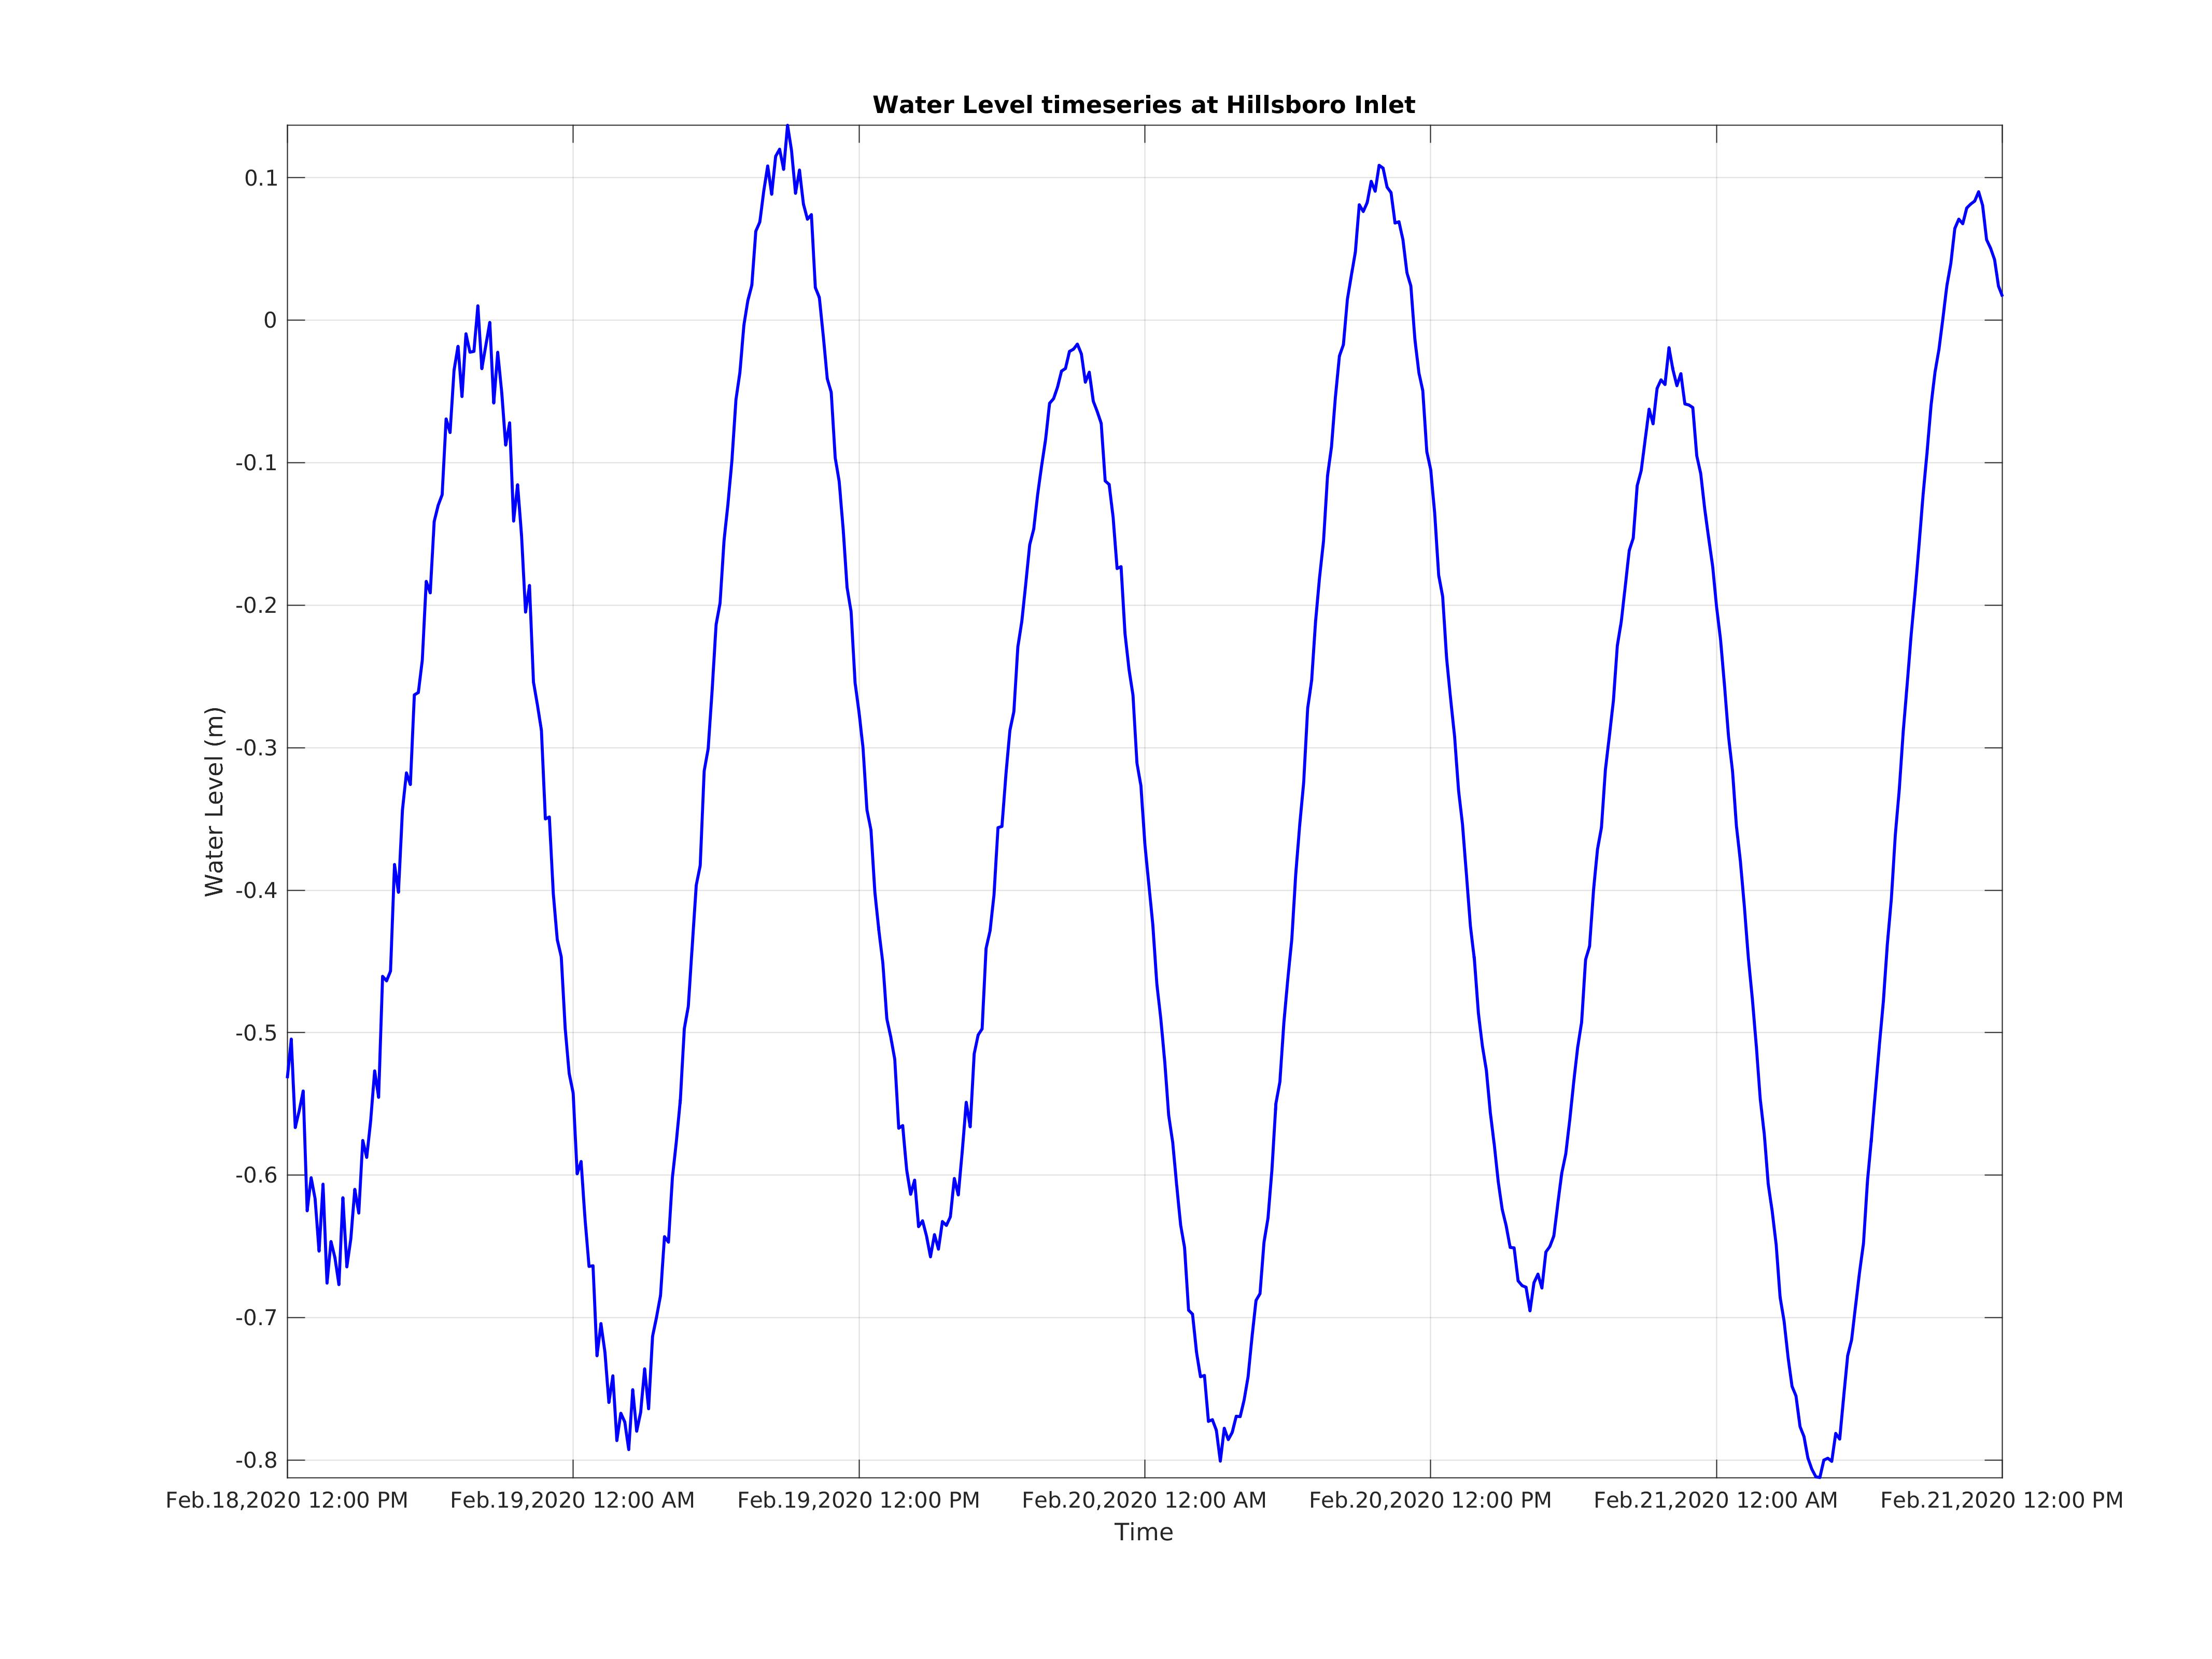 Water Level timeseries at Hillsboro Inlet
0.1
0
-0.1
-0.2
-0.3
-0.4
-0.5
-0.6
-0.7
-0.8
Water Level (m)
Feb.18,2020 12:00 PM
Feb.19,2020 12:00 AM
Feb.19,2020 12:00 PM
Feb.20,2020 12:00 AM
Feb.20,2020 12:00 PM
Feb.21,2020 12:00 AM
Feb.21,2020 12:00 PM
Time